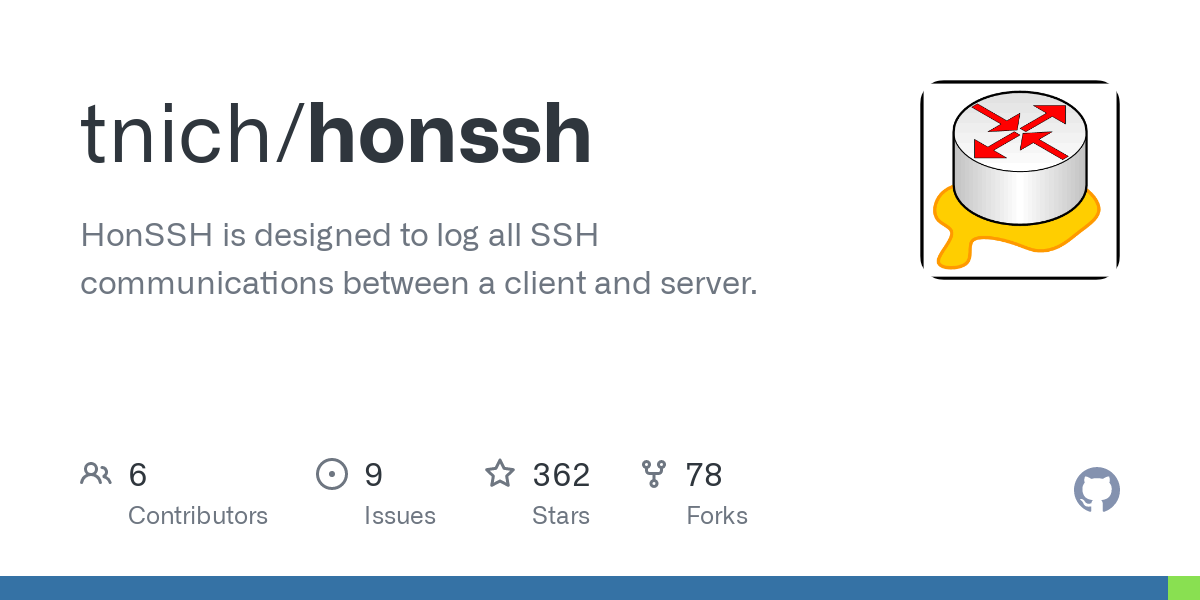 tnich/honssh
HonSSH is designed to log all SSH
communications between a client and server.
6 9 362 78
Contributors Issues Stars Forks